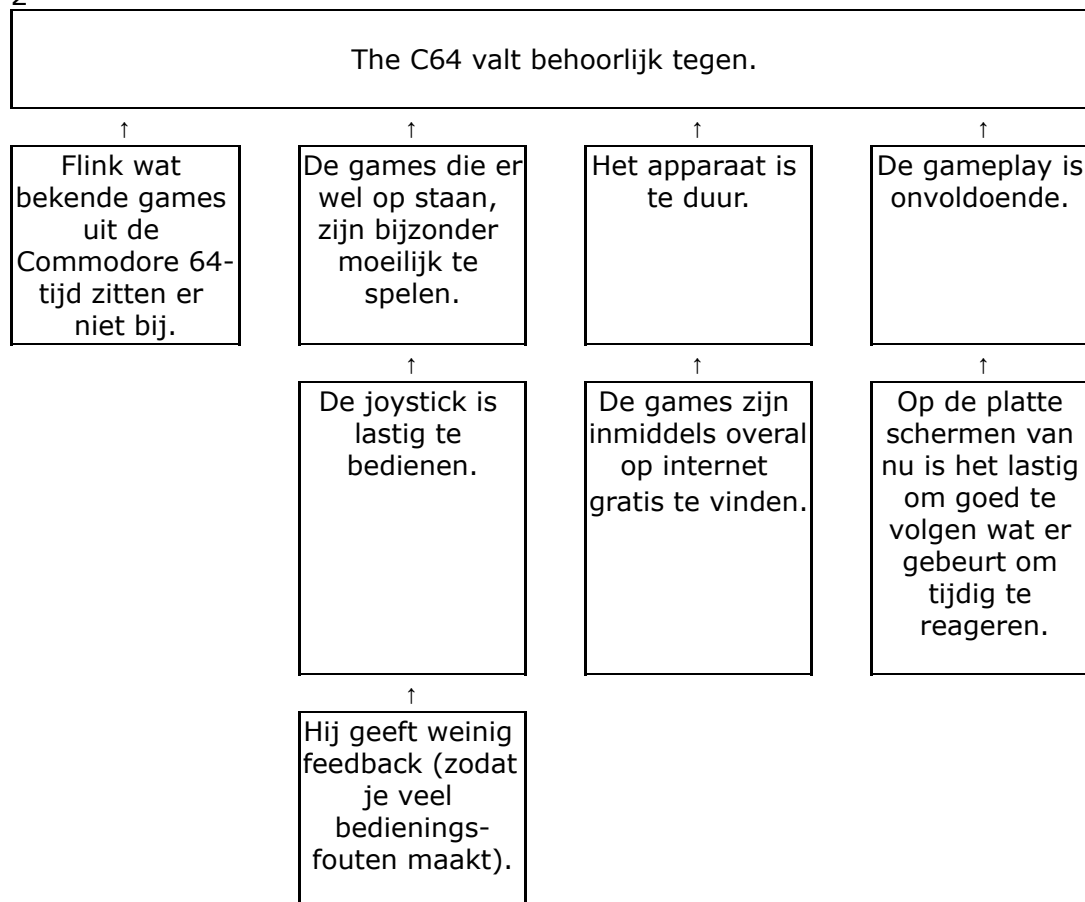 2
The C64 valt behoorlijk tegen.
↑
↑
↑
↑
Flink wat
bekende games
uit de
Commodore 64-
tijd zitten er
niet bij.
De games die er
wel op staan,
zijn bijzonder
moeilijk te
spelen.
Het apparaat is
te duur.
De gameplay is
onvoldoende.
↑
↑
↑
De joystick is
lastig te
bedienen.
De games zijn
inmiddels overal
op internet
gratis te vinden.
Op de platte
schermen van
nu is het lastig
om goed te
volgen wat er
gebeurt om
tijdig te
reageren.
↑
Hij geeft weinig
feedback (zodat
je veel
bedienings-
fouten maakt).